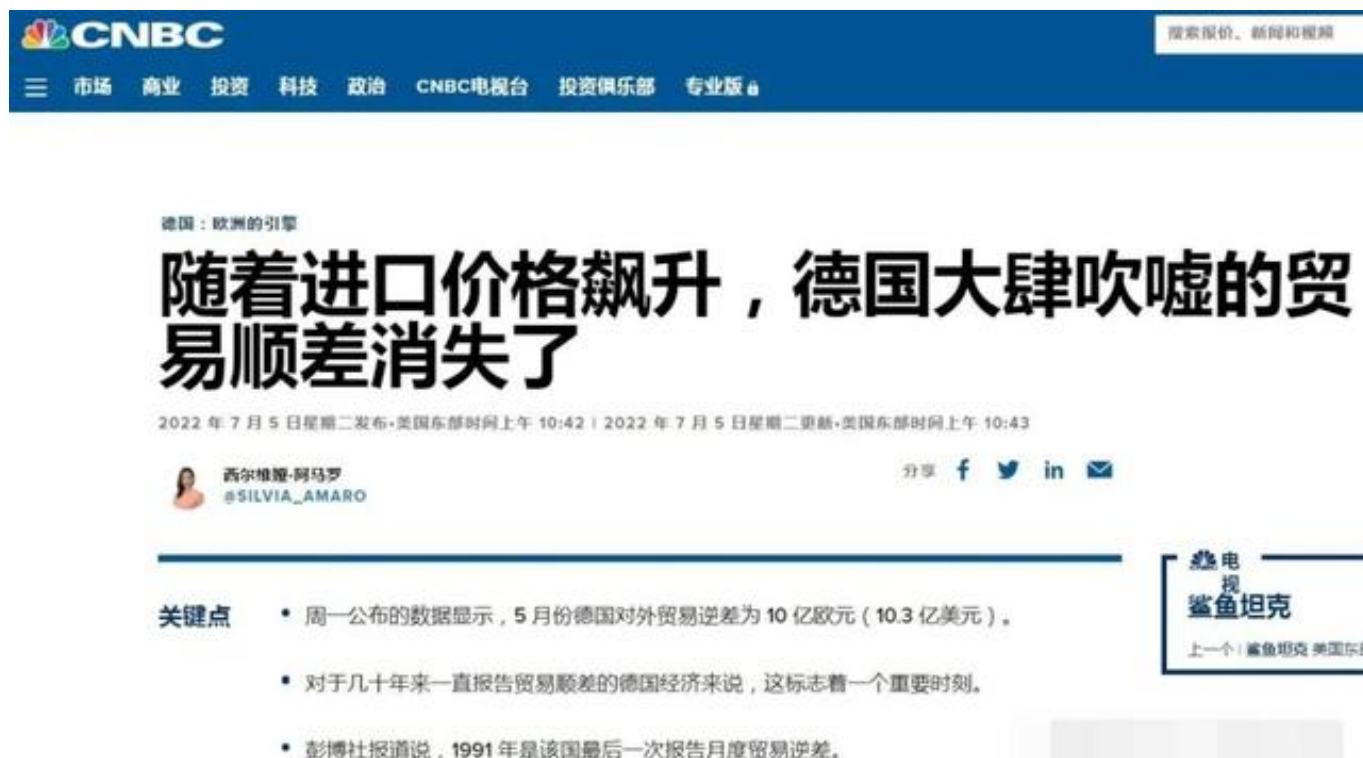 CNBC
搜索报价、新闻和视频
市场 商业 投资 科技 政治 CNBC电视台 投资俱乐部 专业版
德国：欧洲的引擎
随着进口价格飙升，德国大肆吹嘘的贸
易顺差消失了
2022 年 7 月 5 日星期二发布•美国东部时间上午 10:42 | 2022 年 7 月 5 日星期二更新•美国东部时间上午 10:43
西尔维娅·阿马罗
@SILVIA_AMARO
分享
关键点
• 周一公布的数据显示，5 月份德国对外贸易逆差为 10 亿欧元（10.3 亿美元）。
• 对于几十年来一直报告贸易顺差的德国经济来说，这标志着一个重要时刻。
• 彭博社报道说，1991 年是该国最后一次报告月度贸易逆差。
电
视
鲨鱼坦克
上一个 | 鲨鱼坦克 美国东